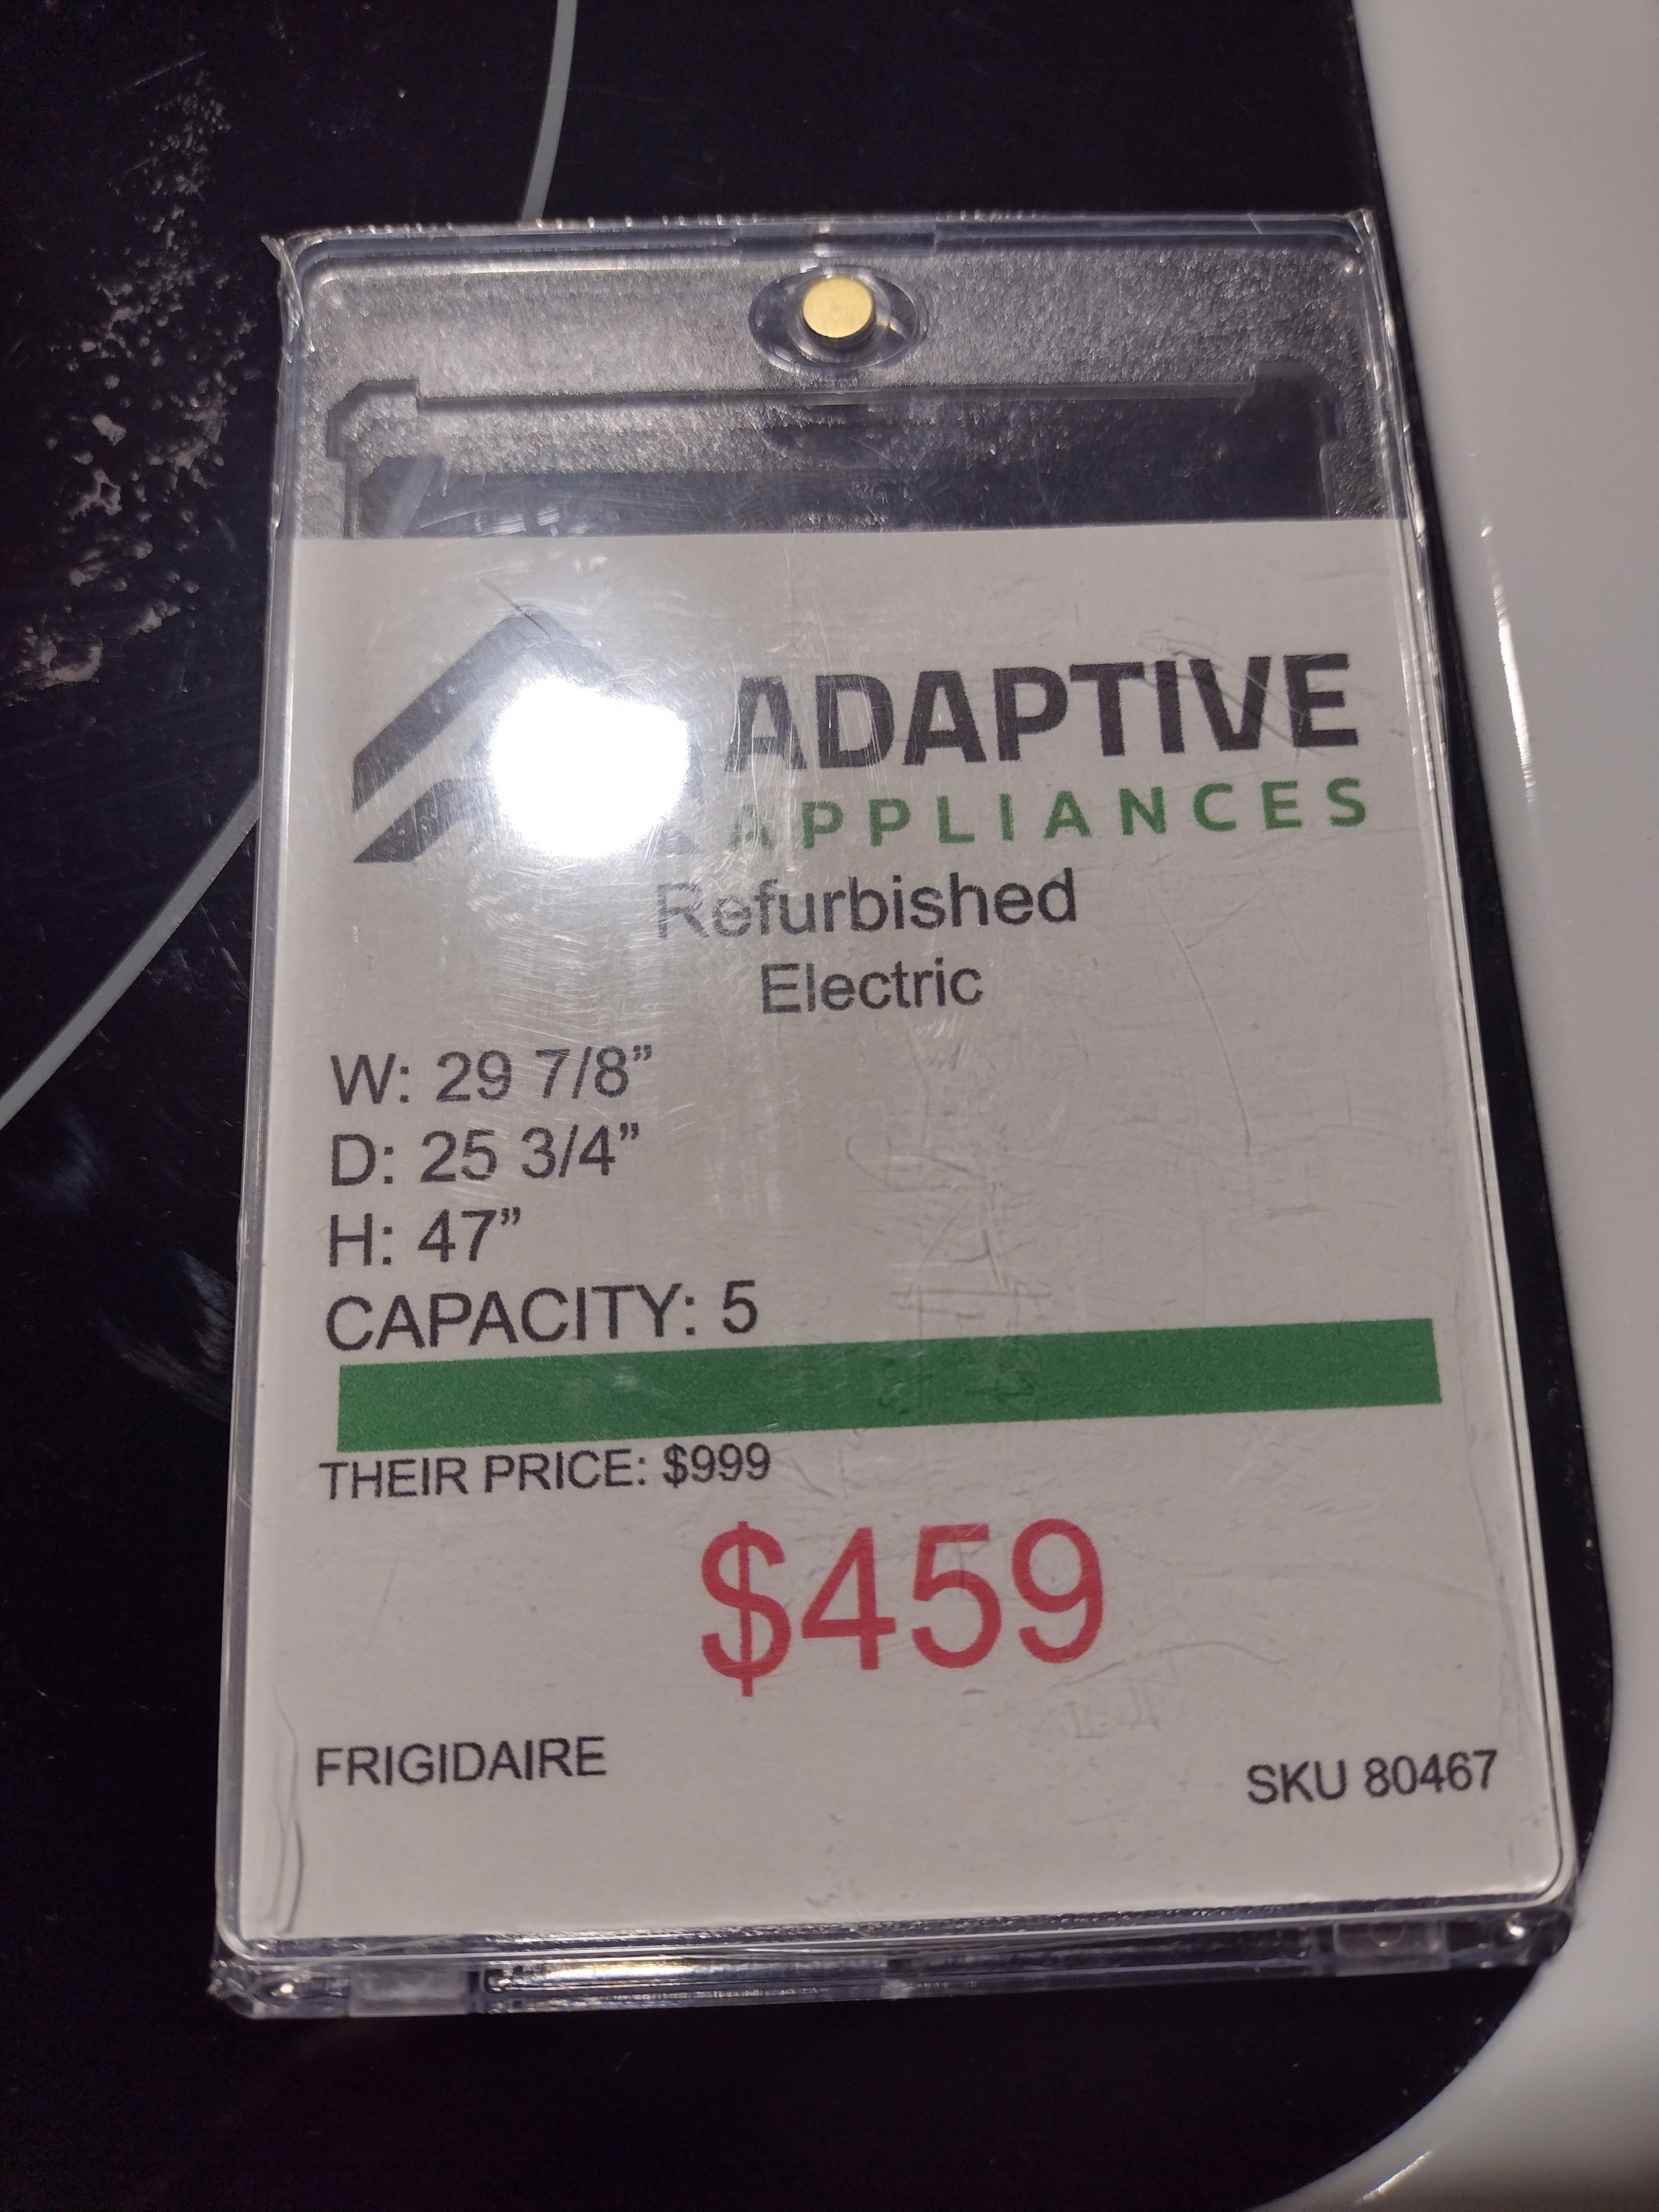 ADAPTIVE
APPLIANCES
Refurbished
Electric
W: 29 7/8”
D: 25 3/4”
H: 47”
CAPACITY: 5
THEIR PRICE: $999
$459
FRIGIDAIRE
SKU 80467